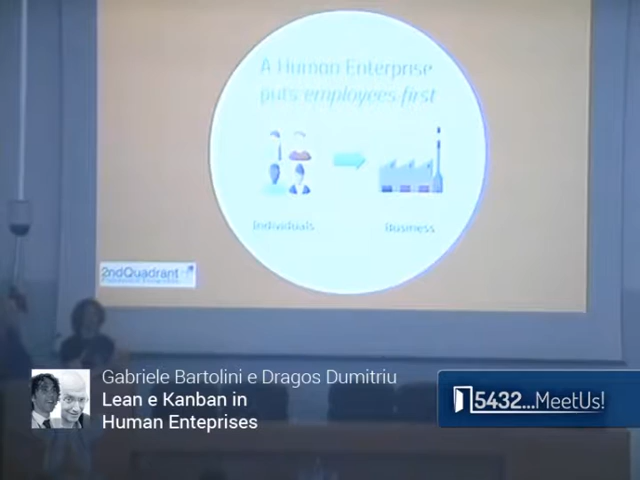 A Human Enterprise
puts employees first
Individuals
Business
2ndQuadrant
Gabriele Bartolini e Dragos Dumitriu
Lean e Kanban in
Human Enteprises
5432...MeetUs!